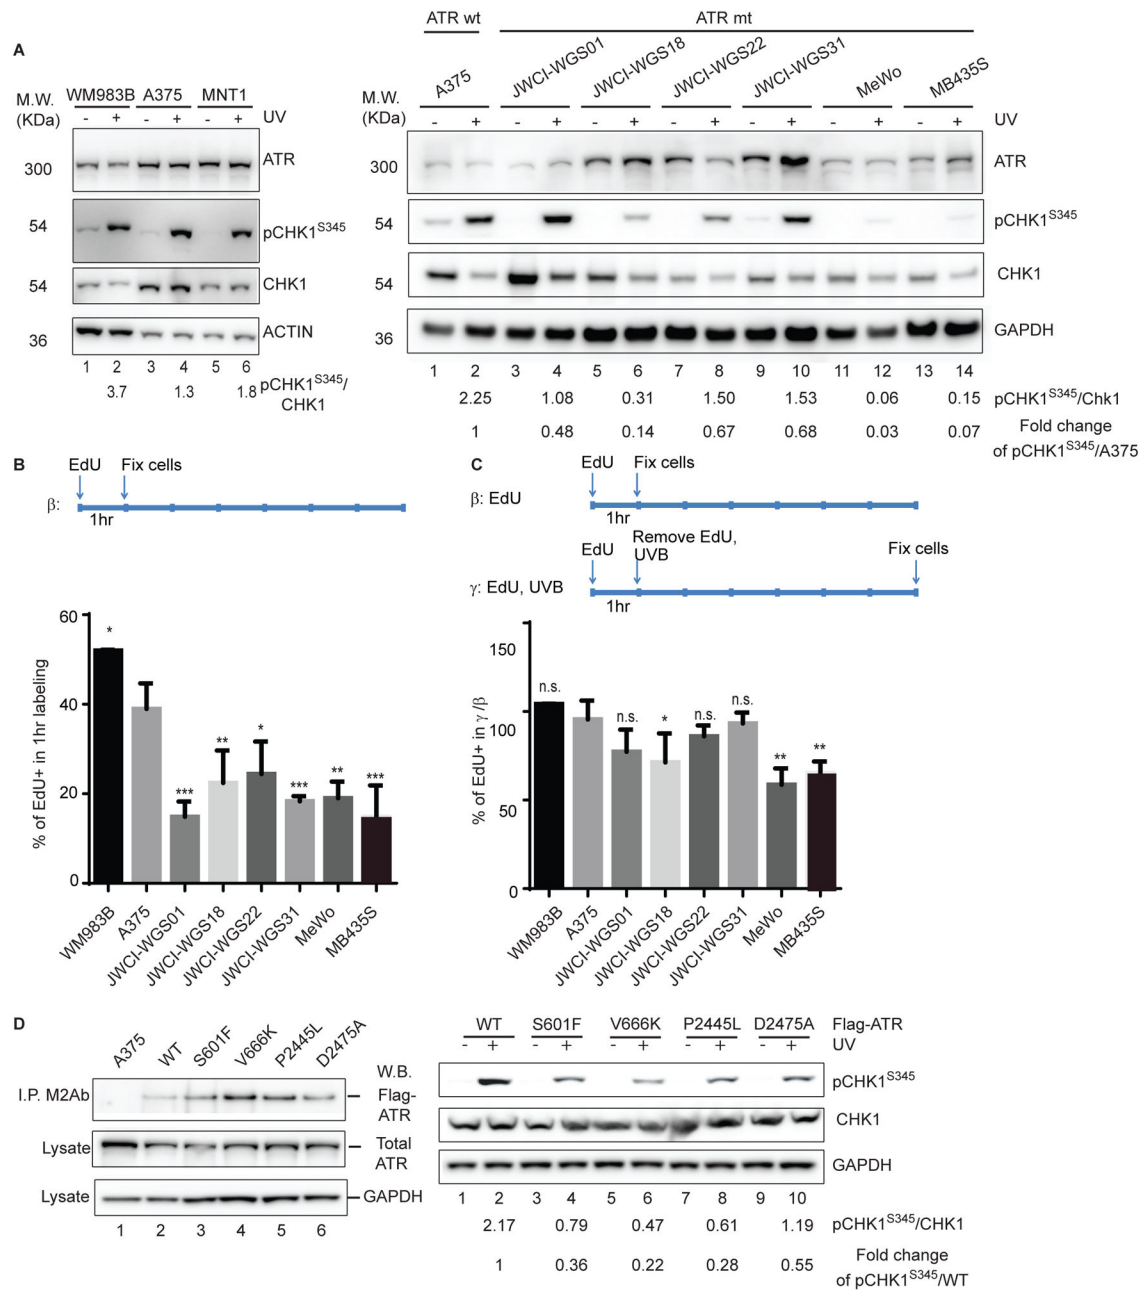 A
M.W.
(KDa)
WM983B A375 MNT1
- + - + - + UV
300 ATR
54 pCHK1S345
54 CHK1
36 ACTIN
1 2 3 4 5 6
3.7 1.3 1.8 pCHK1S345/
CHK1
ATR wt ATR mt
M.W.
(KDa)
A375 JWCI-WGS01 JWCI-WGS18 JWCI-WGS22 JWCI-WGS31 MeWo MB435S
- + - + - + - + - + - + - + UV
300 ATR
54 pCHK1S345
54 CHK1
36 GAPDH
1 2 3 4 5 6 7 8 9 10 11 12 13 14
2.25 1.08 0.31 1.50 1.53 0.06 0.15 pCHK1S345/Chk1
1 0.48 0.14 0.67 0.68 0.03 0.07 Fold change
of pCHK1S345/A375
B
EdU Fix cells
β:
1hr
% of EdU+ in 1hr labeling
60
40
20
0
* *** ** * *** ** ***
WM983B A375 JWCI-WGS01 JWCI-WGS18 JWCI-WGS22 JWCI-WGS31 MeWo MB435S
C
EdU Fix cells
β: EdU
1hr
EdU Remove EdU,
UVB
Fix cells
γ: EdU, UVB
1hr
% of EdU+ in γ/β
150
100
50
0
n.s. n.s. * n.s. n.s. ** **
WM983B A375 JWCI-WGS01 JWCI-WGS18 JWCI-WGS22 JWCI-WGS31 MeWo MB435S
D
A375 WT S601F V666K P2445L D2475A
W.B.
I.P. M2Ab Flag-
ATR
Lysate Total
ATR
Lysate GAPDH
1 2 3 4 5 6
WT S601F V666K P2445L D2475A Flag-ATR
- + - + - + - + - + UV
pCHK1S345
CHK1
GAPDH
1 2 3 4 5 6 7 8 9 10
2.17 0.79 0.47 0.61 1.19 pCHK1S345/CHK1
1 0.36 0.22 0.28 0.55 Fold change
of pCHK1S345/WT